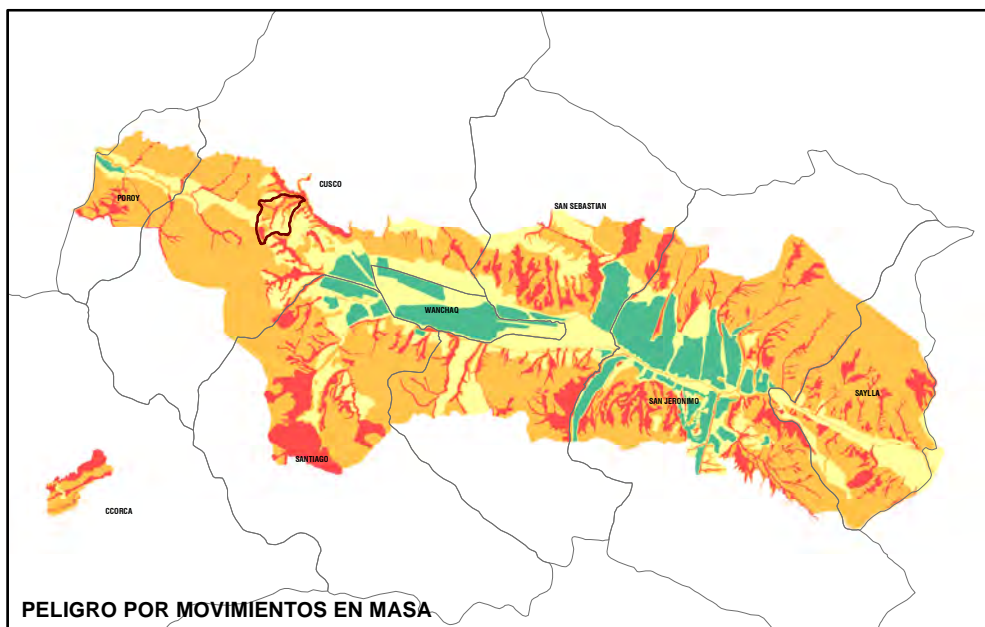 CUSCO
POROY
SAN SEBASTIAN
WANCHAQ
SAYLLA
SAN JERONIMO
SANTIAGO
CCORCA
PELIGRO POR MOVIMIENTOS EN MASA